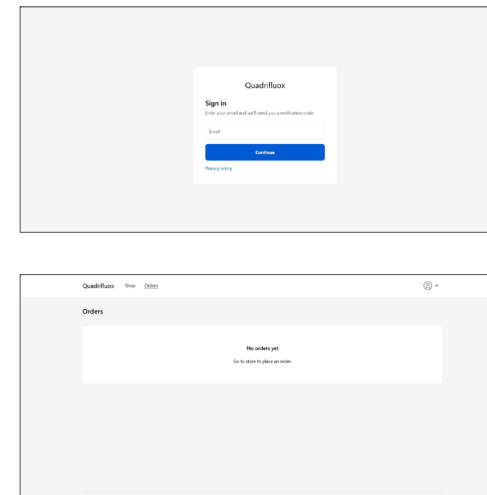 Quadrifluox
Sign in
Enter your email and we'll send you a verification code
Email
Continue
Privacy policy
Quadrifluox Shop Orders
Orders
No orders yet
Go to store to place an order.